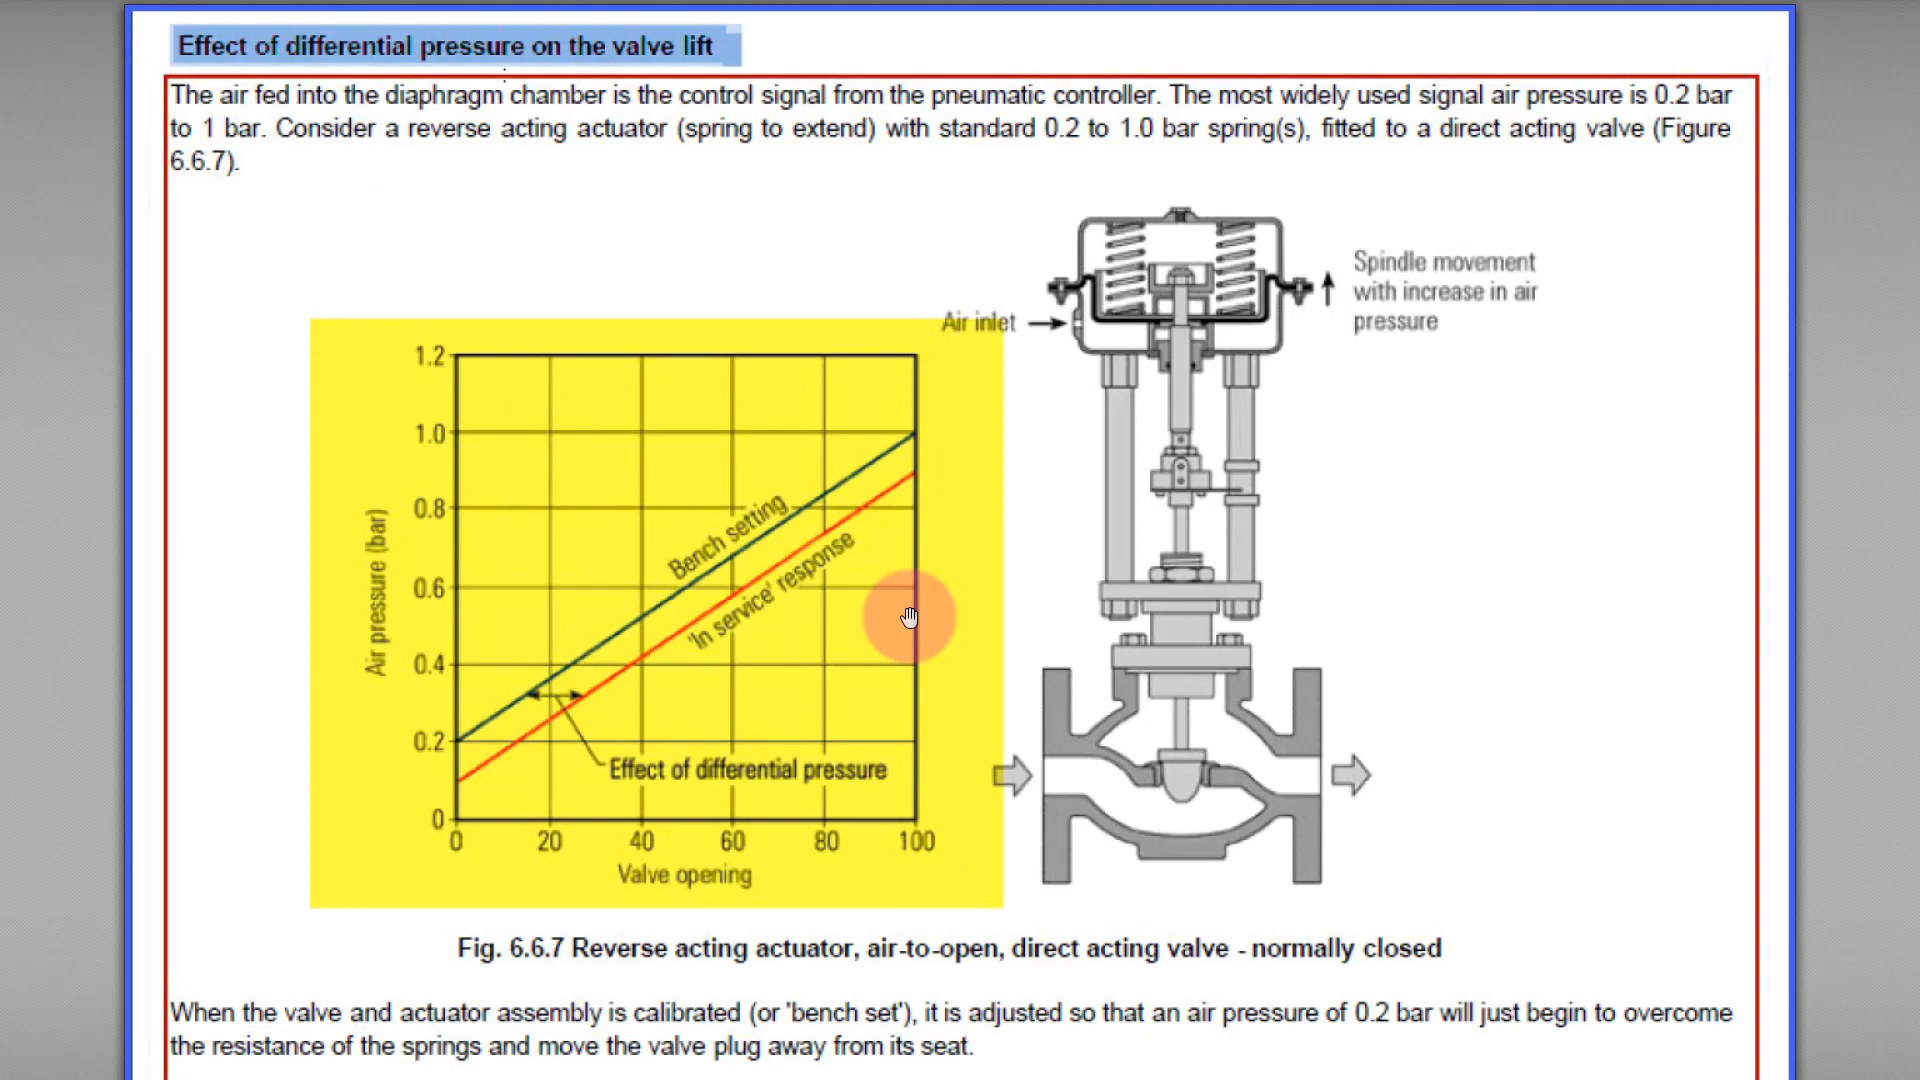 Effect of differential pressure on the valve lift
The air fed into the diaphragm chamber is the control signal from the pneumatic controller. The most widely used signal air pressure is 0.2 bar
to 1 bar. Consider a reverse acting actuator (spring to extend) with standard 0.2 to 1.0 bar spring(s), fitted to a direct acting valve (Figure
6.6.7).
Spindle movement
with increase in air
pressure
Air inlet
1.2
1.0
0.8
0.6
0.4
0.2
0
Air pressure (bar)
Bench setting
'In service' response
Effect of differential pressure
0 20 40 60 80 100
Valve opening
Fig. 6.6.7 Reverse acting actuator, air-to-open, direct acting valve - normally closed
When the valve and actuator assembly is calibrated (or 'bench set'), it is adjusted so that an air pressure of 0.2 bar will just begin to overcome
the resistance of the springs and move the valve plug away from its seat.